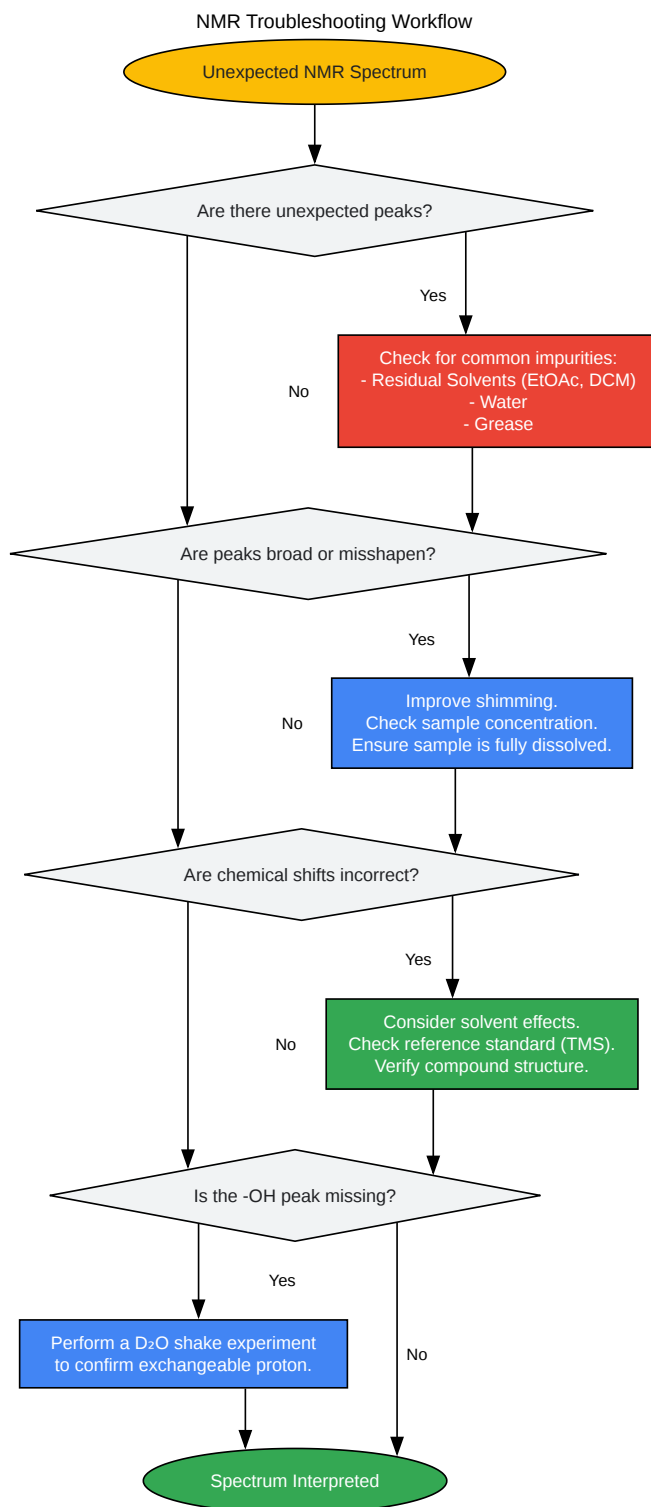 NMR Troubleshooting Workflow
Unexpected NMR Spectrum
Are there unexpected peaks?
Yes
No
Check for common impurities:
- Residual Solvents (EtOAc, DCM)
- Water
- Grease
Are peaks broad or misshapen?
Yes
No
Improve shimming.
Check sample concentration.
Ensure sample is fully dissolved.
Are chemical shifts incorrect?
Yes
No
Consider solvent effects.
Check reference standard (TMS).
Verify compound structure.
Is the -OH peak missing?
Yes
Perform a D₂O shake experiment
to confirm exchangeable proton.
No
Spectrum Interpreted